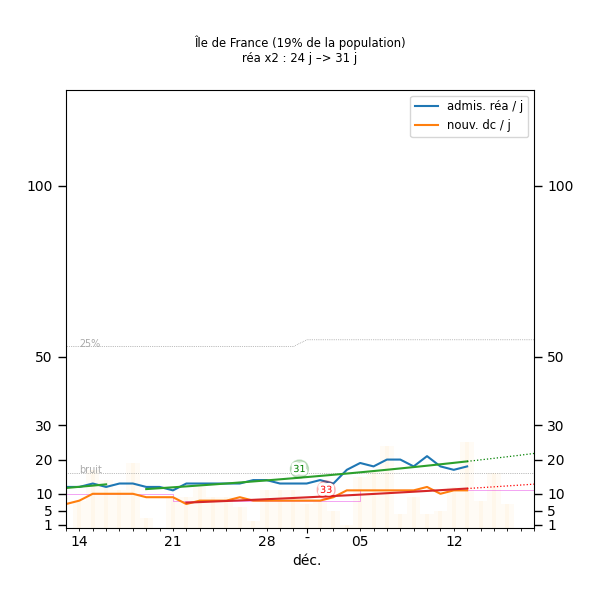 Île de France (19% de la population)
réa x2 : 24 j –> 31 j
admis. réa / j
nouv. dc / j
100 100
25%
50 50
30 30
20 20
bruit 31
33
10 10
5 5
1 1
14 21 28 - 05 12
déc.